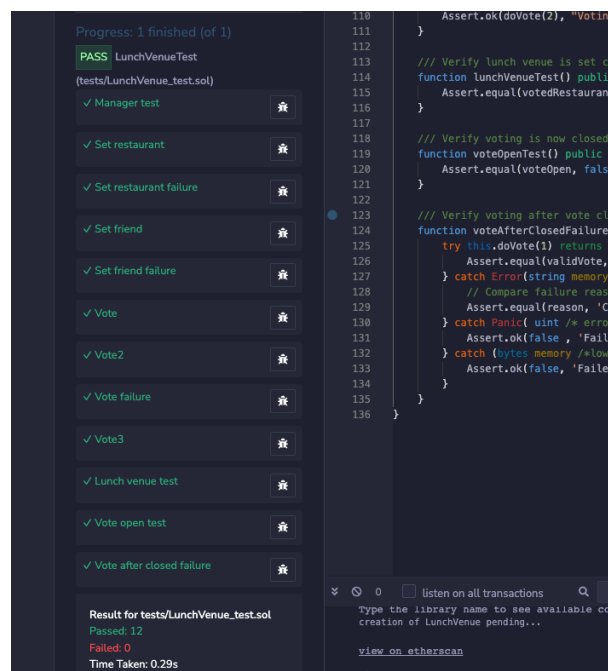 Progress: 1 finished (of 1)
PASS LunchVenueTest
(tests/LunchVenue_test.sol)
✓ Manager test
✓ Set restaurant
✓ Set restaurant failure
✓ Set friend
✓ Set friend failure
✓ Vote
✓ Vote2
✓ Vote failure
✓ Vote3
✓ Lunch venue test
✓ Vote open test
✓ Vote after closed failure
Result for tests/LunchVenue_test.sol
Passed: 12
Failed: 0
Time Taken: 0.29s
110 Assert.ok(doVote(2), "Votin
111 }
112
113 /// Verify lunch venue is set c
114 function lunchVenueTest() publi
115 Assert.equal(votedRestauran
116 }
117
118 /// Verify voting is now closed
119 function voteOpenTest() public
120 Assert.equal(voteOpen, fals
121 }
122
123 /// Verify voting after vote cl
124 function voteAfterClosedFailure
125 try this.doVote(1) returns
126 Assert.equal(validVote,
127 } catch Error(string memory
128 // Compare failure reas
129 Assert.equal(reason, 'C
130 } catch Panic( uint /* erro
131 Assert.ok(false , 'Fail
132 } catch (bytes memory /*low
133 Assert.ok(false, 'Faile
134 }
135 }
136 }
0 listen on all transactions
Type the library name to see available co
creation of LunchVenue pending...
view on etherscan